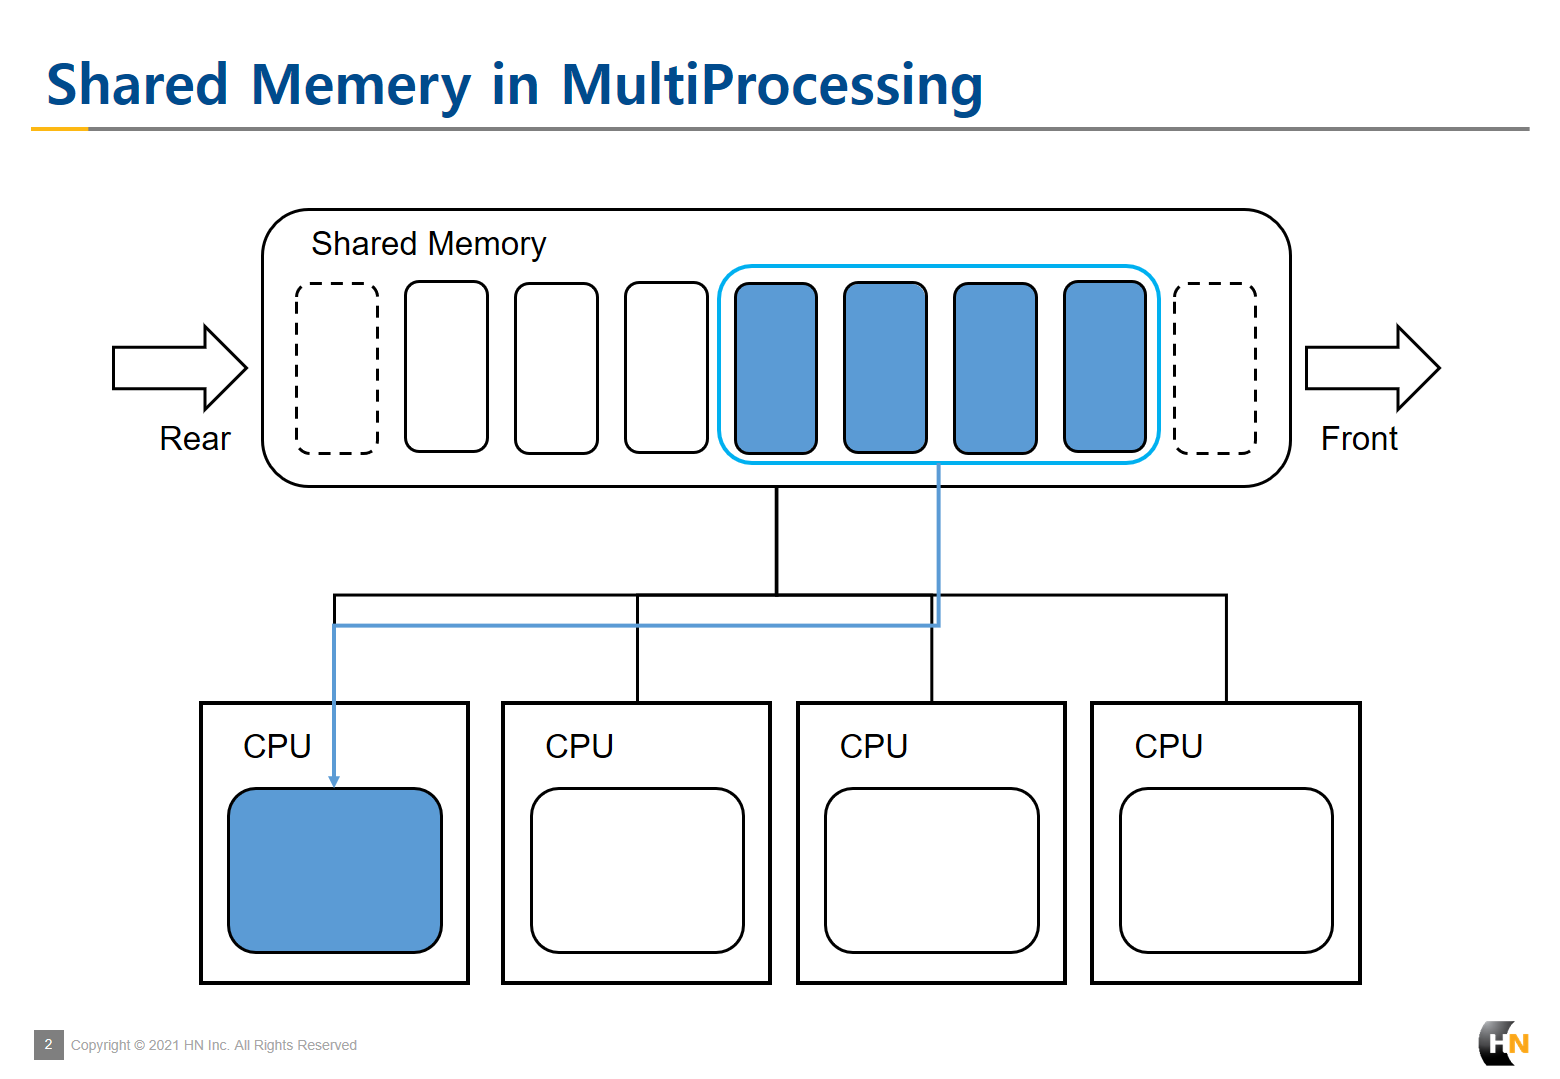 Shared Memery in MultiProcessing
Shared Memory
Rear
Front
CPU
CPU
CPU
CPU
2
Copyright © 2021 HN Inc. All Rights Reserved
HN